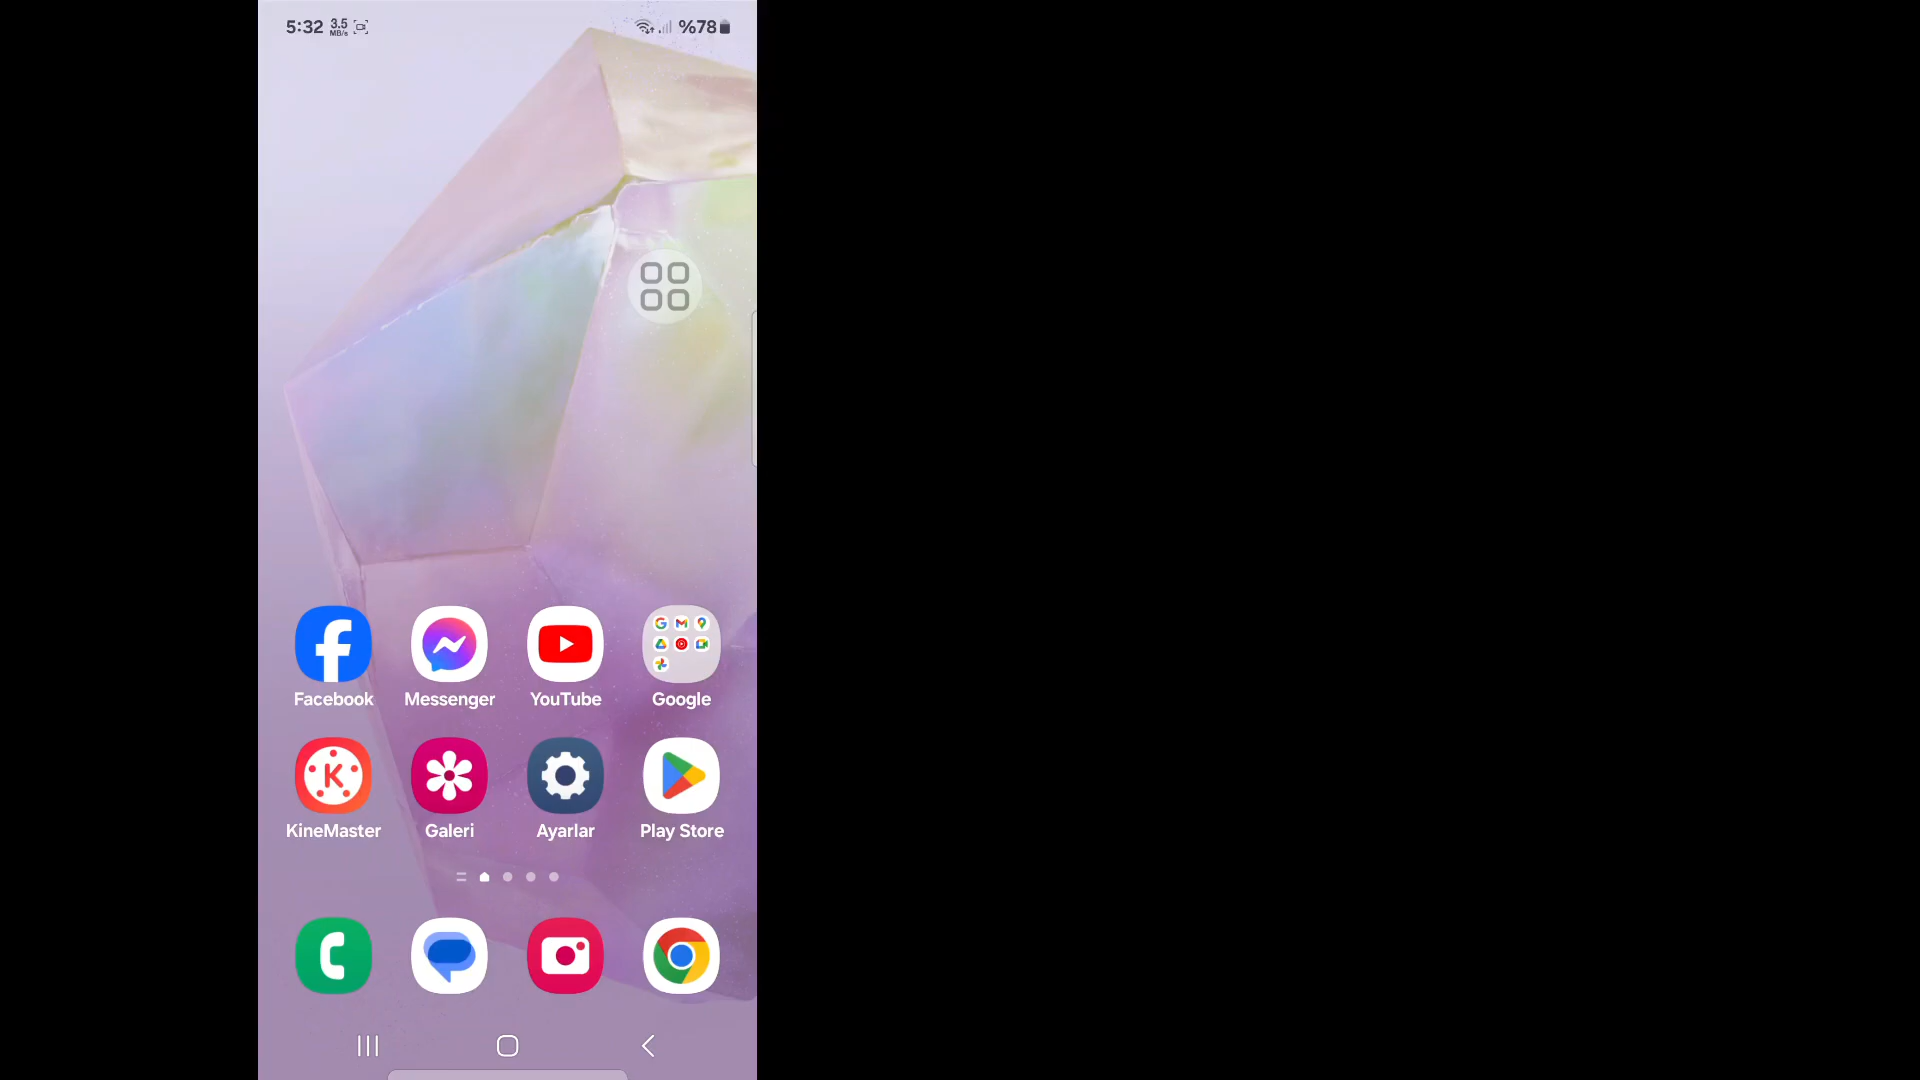 5:32 3.5 MB/s %78
Facebook Messenger YouTube Google
KineMaster Galeri Ayarlar Play Store